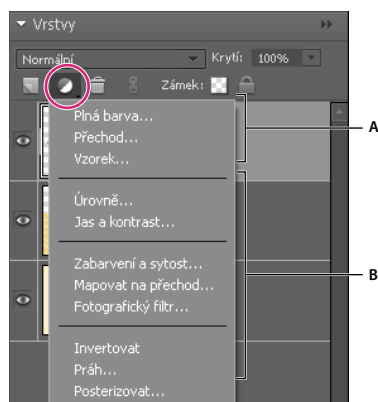 Vrstvy
Normální Krytí: 100%
Zámek:
Plná barva...
Přechod...
Vzorek...
A
Úrovně...
Jas a kontrast...
Zabarvení a sytost...
Mapovat na přechod...
Fotografický filtr...
B
Invertovat
Práh...
Posterizovat...